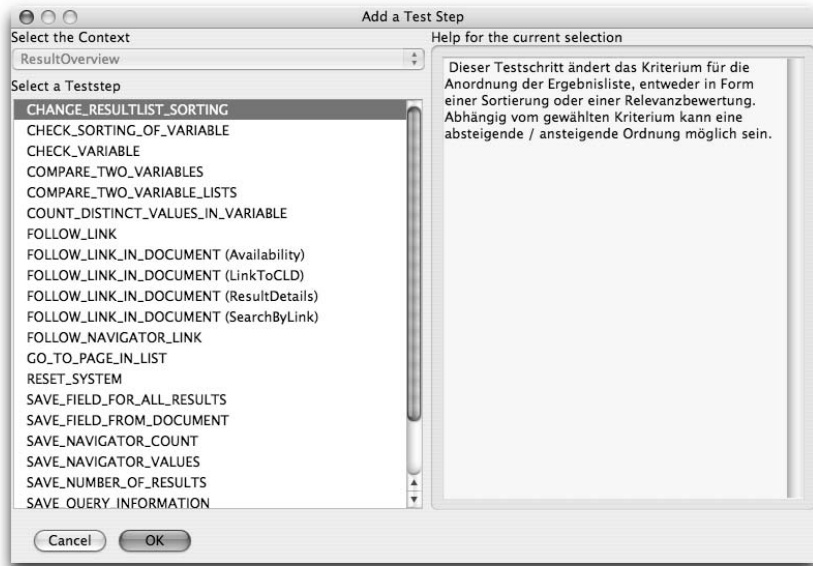 Add a Test Step
Select the Context
ResultOverview
Select a Teststep
CHANGE_RESULTLIST_SORTING
CHECK_SORTING_OF_VARIABLE
CHECK_VARIABLE
COMPARE_TWO_VARIABLES
COMPARE_TWO_VARIABLE_LISTS
COUNT_DISTINCT_VALUES_IN_VARIABLE
FOLLOW_LINK
FOLLOW_LINK_IN_DOCUMENT (Availability)
FOLLOW_LINK_IN_DOCUMENT (LinkToCLD)
FOLLOW_LINK_IN_DOCUMENT (ResultDetails)
FOLLOW_LINK_IN_DOCUMENT (SearchByLink)
FOLLOW_NAVIGATOR_LINK
GO_TO_PAGE_IN_LIST
RESET_SYSTEM
SAVE_FIELD_FOR_ALL_RESULTS
SAVE_FIELD_FROM_DOCUMENT
SAVE_NAVIGATOR_COUNT
SAVE_NAVIGATOR_VALUES
SAVE_NUMBER_OF_RESULTS
SAVE_QUERY_INFORMATION
Help for the current selection
Dieser Testschritt ändert das Kriterium für die
Anordnung der Ergebnisliste, entweder in Form
einer Sortierung oder einer Relevanzbewertung.
Abhängig vom gewählten Kriterium kann eine
absteigende / ansteigende Ordnung möglich sein.
Cancel
OK